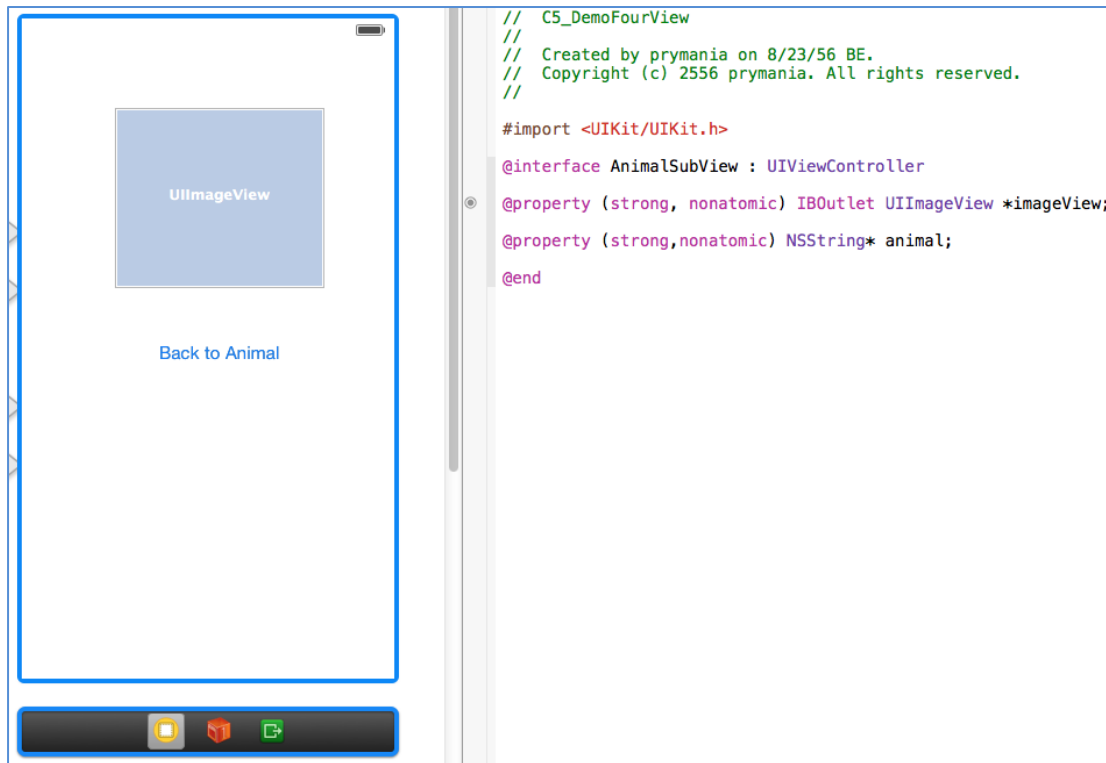 UIImageView
Back to Animal
//  C5_DemoFourView
//
//  Created by prymania on 8/23/56 BE.
//  Copyright (c) 2556 prymania. All rights reserved.
//
#import <UIKit/UIKit.h>
@interface AnimalSubView : UIViewController
@property (strong, nonatomic) IBOutlet UIImageView *imageView;
@property (strong,nonatomic) NSString* animal;
@end